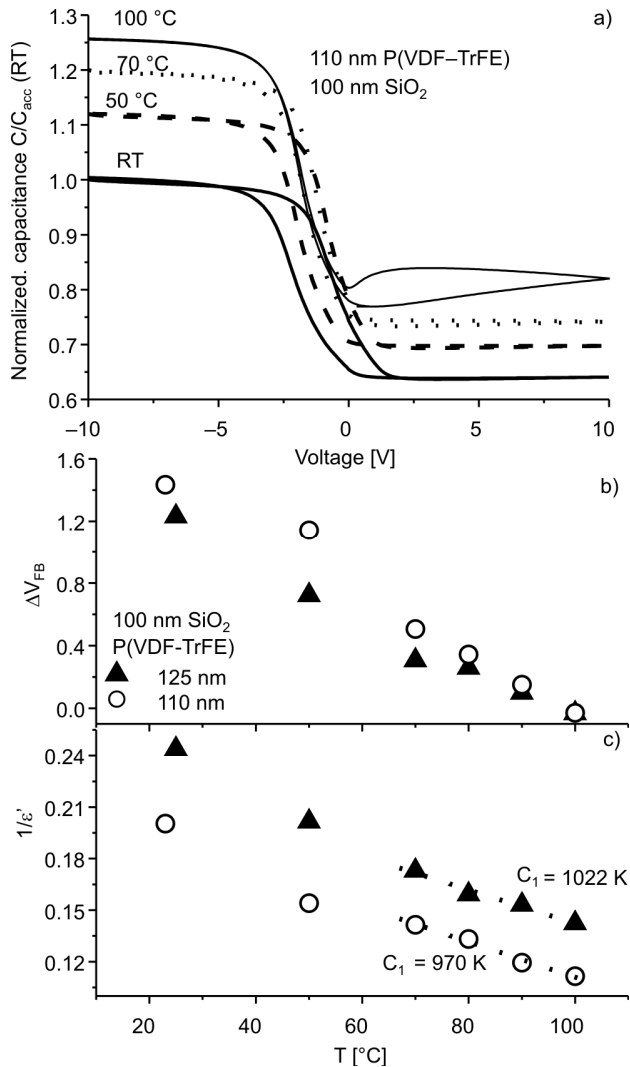 a)
Normalized. capacitance C/C_acc (RT)
1.3
1.2
1.1
1.0
0.9
0.8
0.7
0.6
100 °C
70 °C
50 °C
RT
110 nm P(VDF–TrFE)
100 nm SiO₂
–10
–5
0
5
10
Voltage [V]
b)
ΔV_FB
1.6
1.2
0.8
0.4
0.0
100 nm SiO₂
P(VDF-TrFE)
125 nm
110 nm
c)
1/ε'
0.24
0.21
0.18
0.15
0.12
C₁ = 1022 K
C₁ = 970 K
20
40
60
80
100
T [°C]